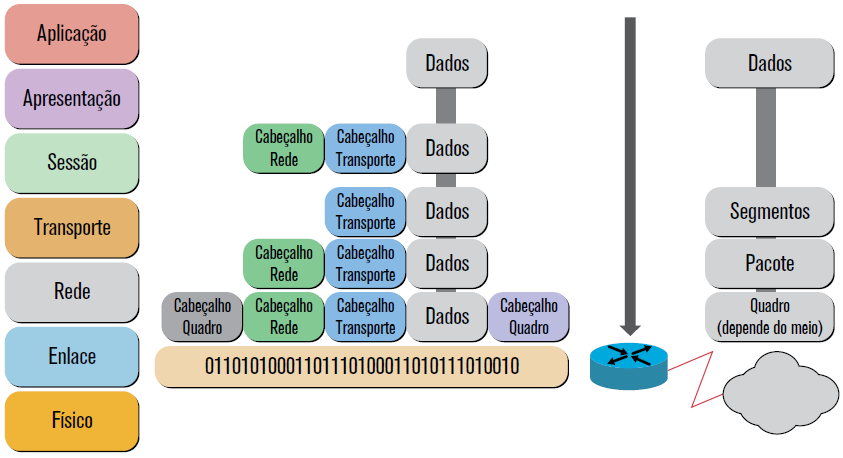 Aplicação
Apresentação
Sessão
Transporte
Rede
Enlace
Físico
Dados
Cabeçalho
Rede
Cabeçalho
Transporte
Dados
Cabeçalho
Transporte
Dados
Cabeçalho
Rede
Cabeçalho
Transporte
Dados
Cabeçalho
Quadro
Cabeçalho
Rede
Cabeçalho
Transporte
Dados
Cabeçalho
Quadro
01101010001101110100011010111010010
Dados
Segmentos
Pacote
Quadro
(depende do meio)